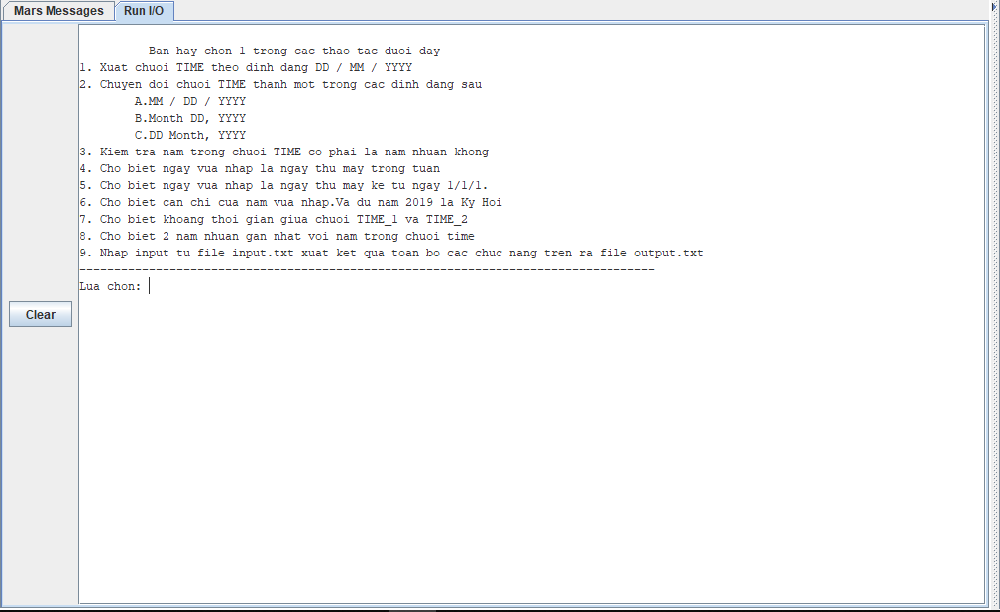 Mars Messages Run I/O
----------Ban hay chon 1 trong cac thao tac duoi day -----
1. Xuat chuoi TIME theo dinh dang DD / MM / YYYY
2. Chuyen doi chuoi TIME thanh mot trong cac dinh dang sau
A.MM / DD / YYYY
B.Month DD, YYYY
C.DD Month, YYYY
3. Kiem tra nam trong chuoi TIME co phai la nam nhuan khong
4. Cho biet ngay vua nhap la ngay thu may trong tuan
5. Cho biet ngay vua nhap la ngay thu may ke tu ngay 1/1/1.
6. Cho biet can chi cua nam vua nhap.Va du nam 2019 la Ky Hoi
7. Cho biet khoang thoi gian giua chuoi TIME_1 va TIME_2
8. Cho biet 2 nam nhuan gan nhat voi nam trong chuoi time
9. Nhap input tu file input.txt xuat ket qua toan bo cac chuc nang tren ra file output.txt
-----------------------------------------------------------------------------------
Lua chon:
Clear